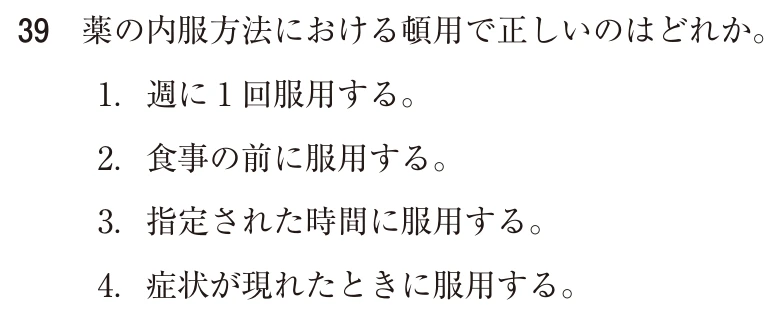 39 薬の内服方法における頓用で正しいのはどれか。
1. 週に1回服用する。
2. 食事の前に服用する。
3. 指定された時間に服用する。
4. 症状が現れたときに服用する。